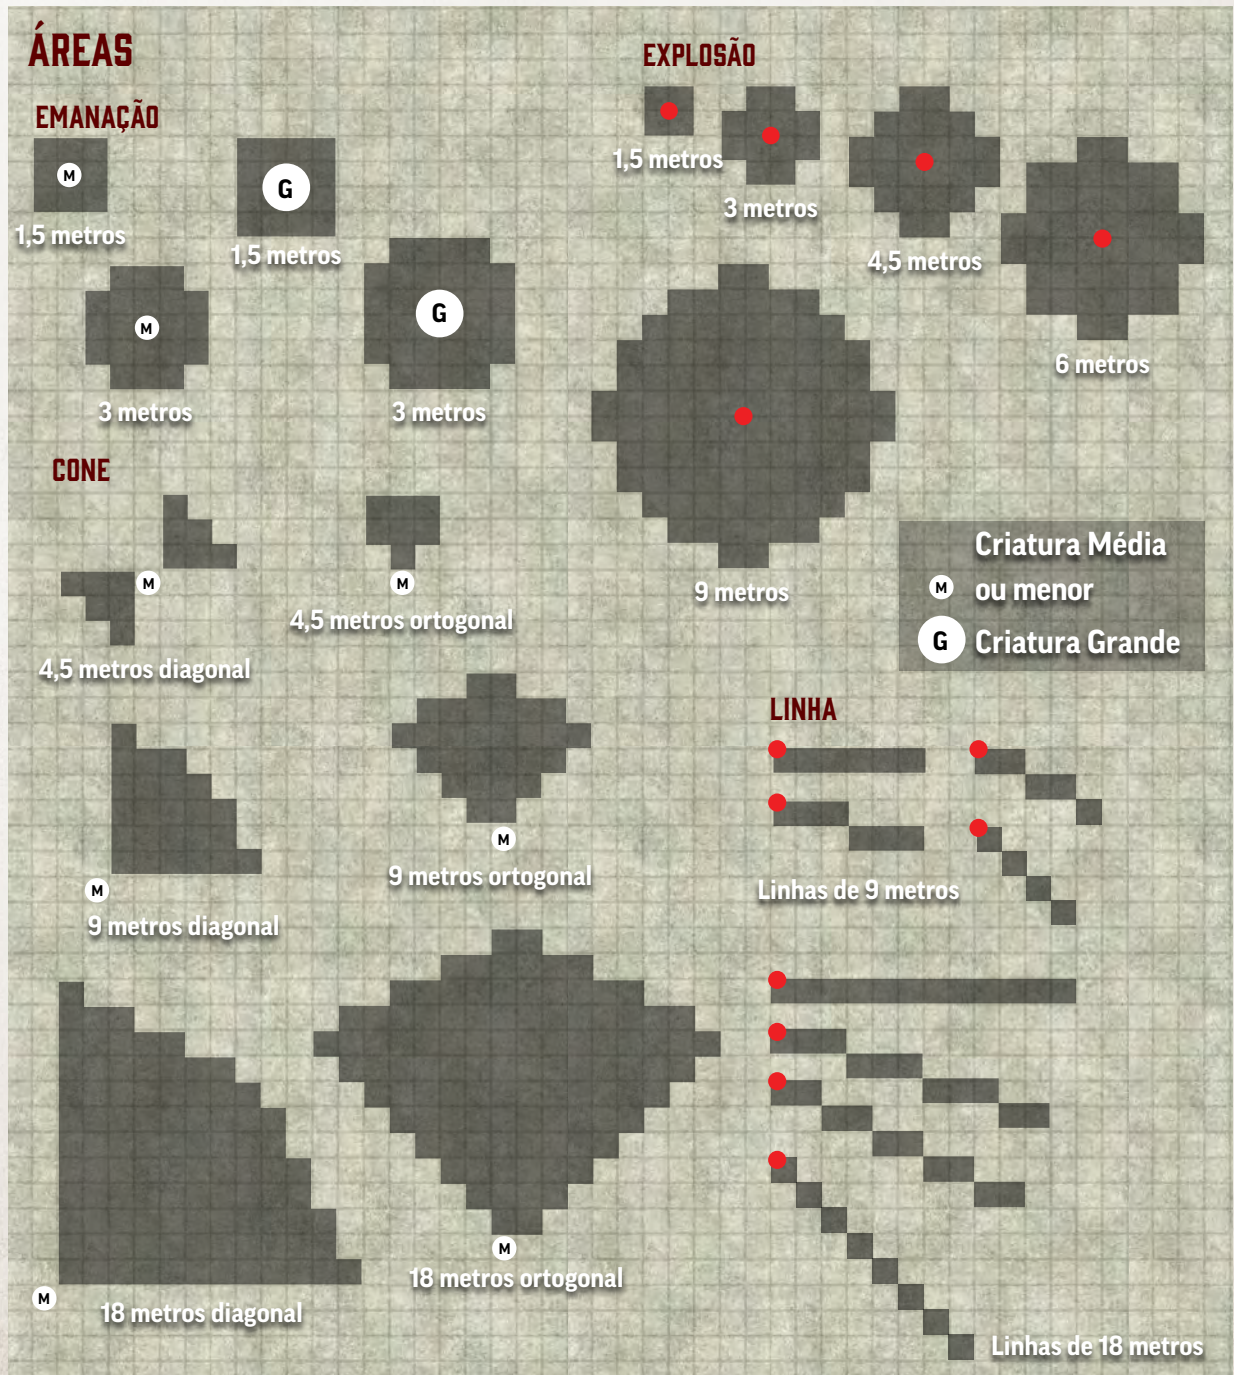 ÁREAS
EMANAÇÃO
M
G
1,5 metros
1,5 metros
M
G
3 metros
3 metros
EXPLOSÃO
1,5 metros
3 metros
4,5 metros
6 metros
9 metros
CONE
M
M
4,5 metros ortogonal
4,5 metros diagonal
M
9 metros ortogonal
M
9 metros diagonal
M
18 metros ortogonal
M
18 metros diagonal
Criatura Média
M ou menor
G Criatura Grande
LINHA
Linhas de 9 metros
Linhas de 18 metros